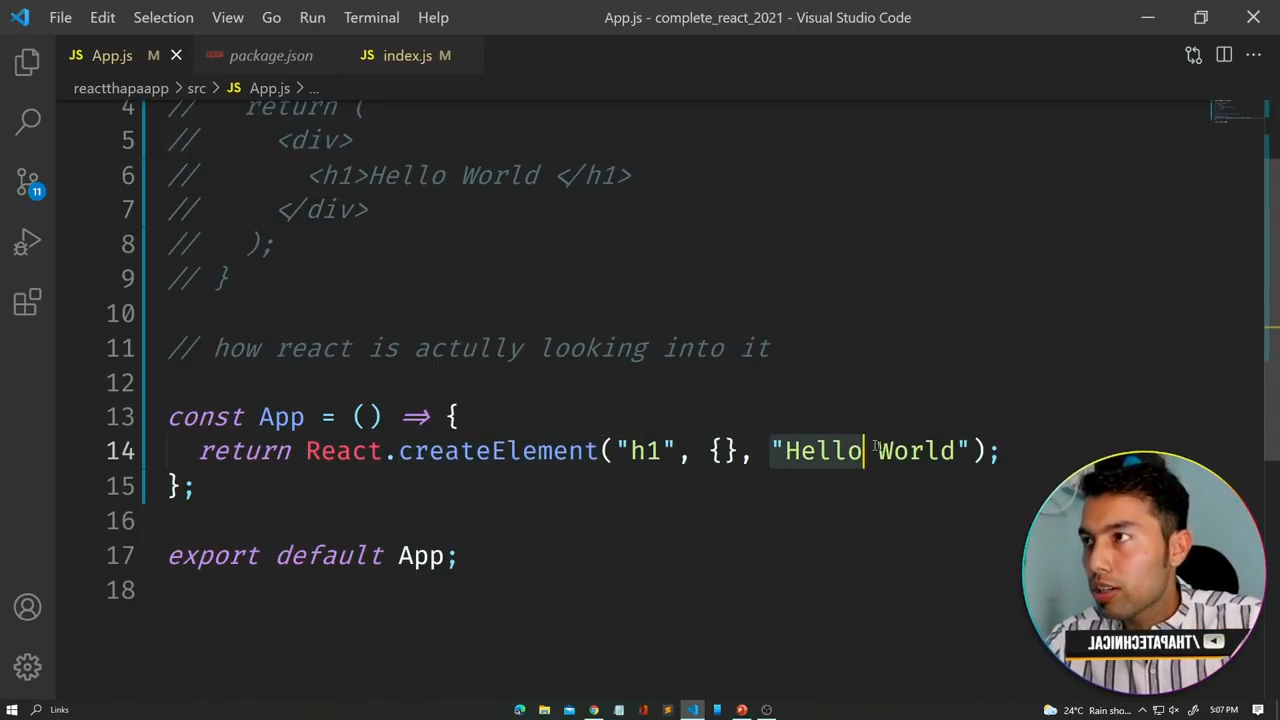 File Edit Selection View Go Run Terminal Help App.js - complete_react_2021 - Visual Studio Code
JS App.js M package.json JS index.js M
reactthapaapp > src > JS App.js > ...
4 // return (
5 // <div>
6 // <h1>Hello World </h1>
7 // </div>
8 // );
9 // }
10
11 // how react is actully looking into it
12
13 const App = () => {
14 return React.createElement("h1", {}, "Hello World");
15 };
16
17 export default App;
18
11
/THAPATECHNICAL
Links 24°C Rain sho... 5:07 PM